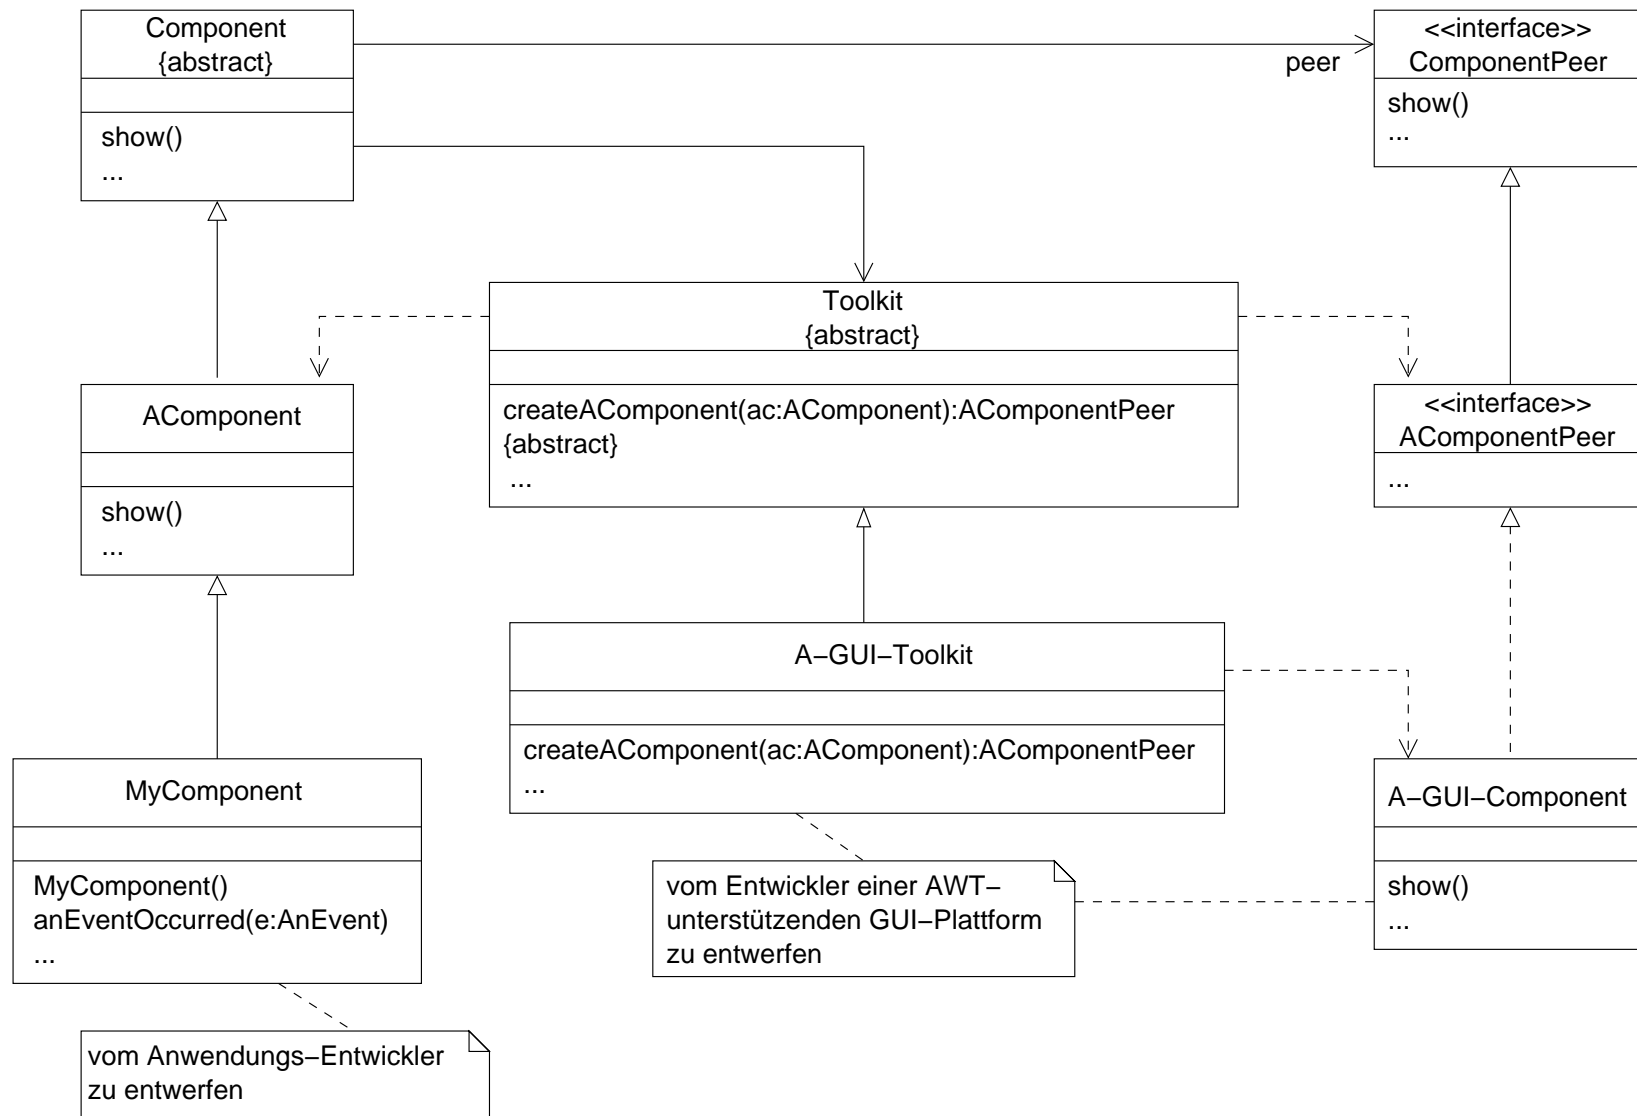 Component
{abstract}
show()
...
peer
<<interface>>
ComponentPeer
show()
...
Toolkit
{abstract}
createAComponent(ac:AComponent):AComponentPeer
{abstract}
...
AComponent
show()
...
<<interface>>
AComponentPeer
...
A−GUI−Toolkit
createAComponent(ac:AComponent):AComponentPeer
...
MyComponent
MyComponent()
anEventOccurred(e:AnEvent)
...
A−GUI−Component
show()
...
vom Entwickler einer AWT−
unterstützenden GUI−Plattform
zu entwerfen
vom Anwendungs−Entwickler
zu entwerfen